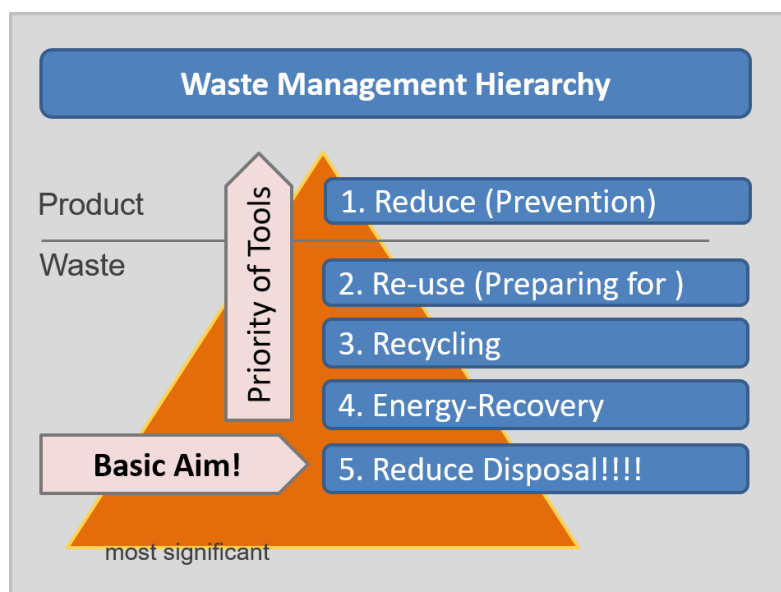 Waste Management Hierarchy
Product
1. Reduce (Prevention)
Priority of Tools
Waste
2. Re-use (Preparing for )
3. Recycling
4. Energy-Recovery
Basic Aim!
5. Reduce Disposal!!!!
most significant